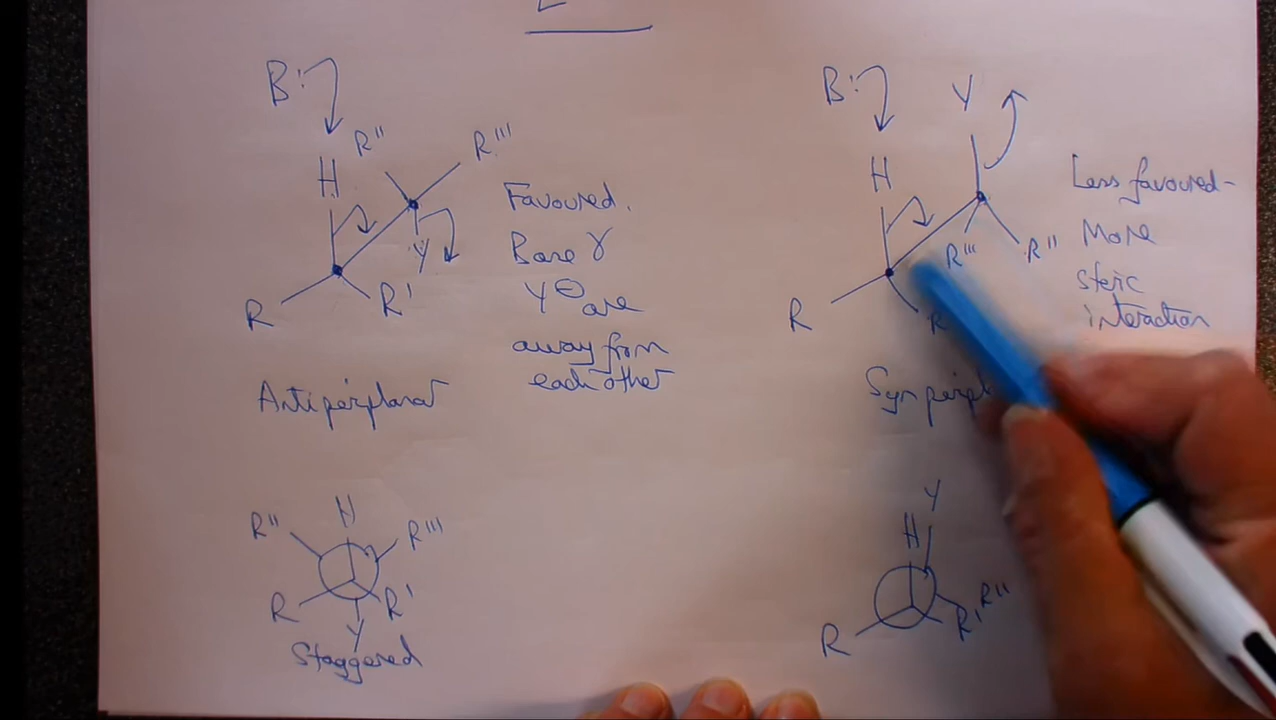 B:
R''
R'''
H
Y
R
R'
Favoured.
Base &
Y⊖ are
away from
each other
Antiperiplanar
H
R''
R'''
R
R'
Y
Staggered
B:
Y
H
R'''
R''
R
R
Less favoured-
More
steric
interaction
Syn
Y
H
R''
R'
R